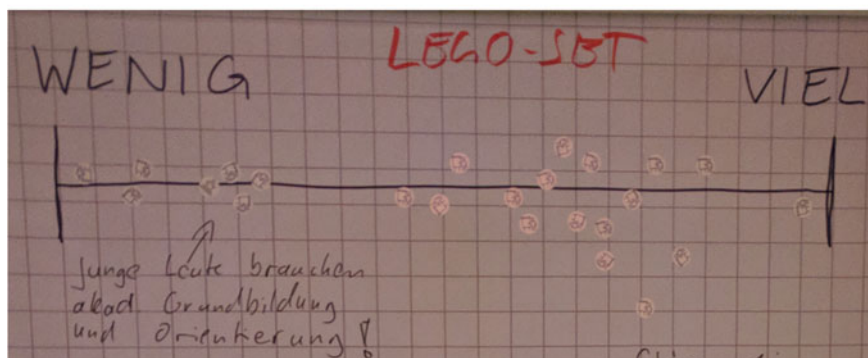 LEGO-SET
WENIG
VIEL
junge Leute brauchen
akad. Grundbildung
und Orientierung!